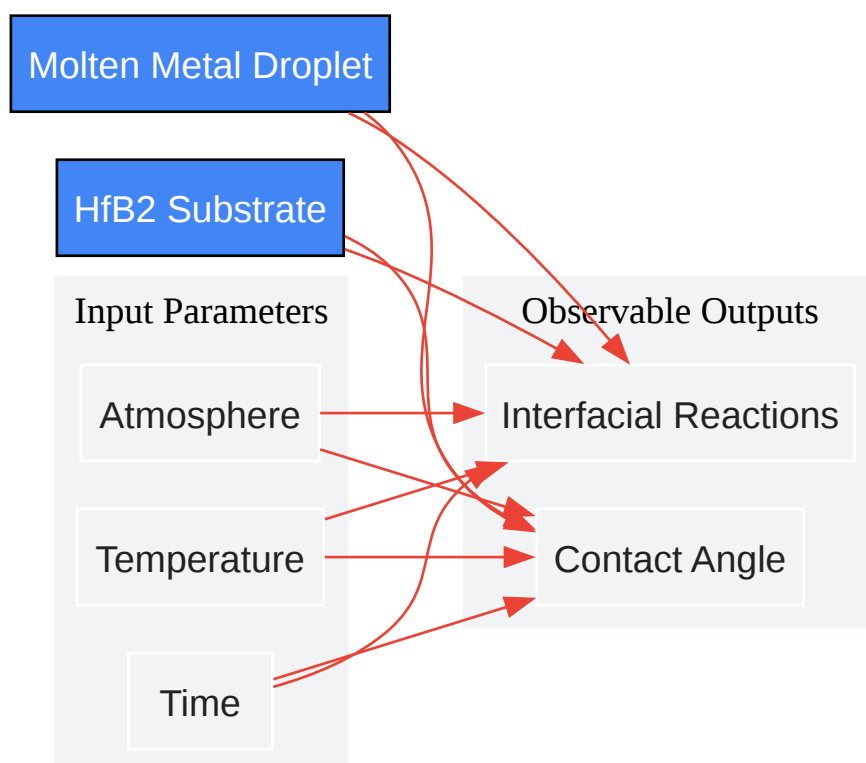 Molten Metal Droplet
HfB2 Substrate
Input Parameters
Atmosphere
Temperature
Time
Observable Outputs
Interfacial Reactions
Contact Angle